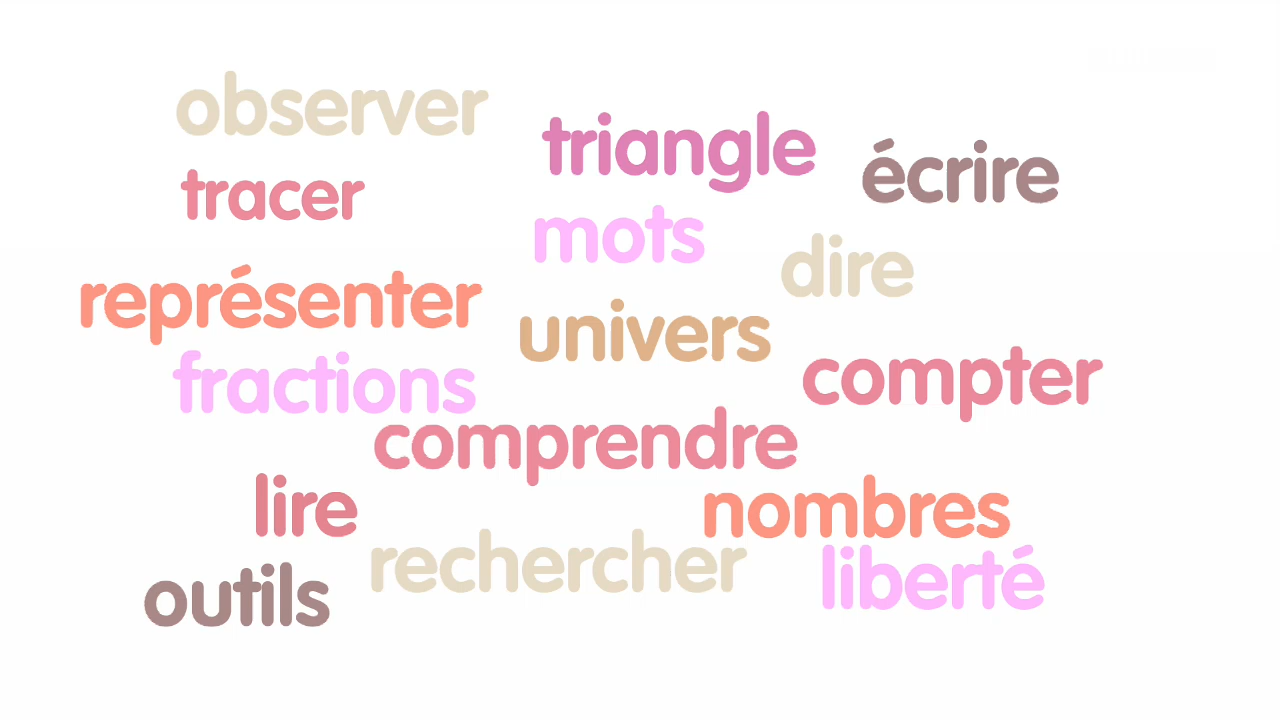 observer
triangle
écrire
tracer
mots
dire
représenter
univers
fractions
compter
comprendre
lire
nombres
rechercher
liberté
outils